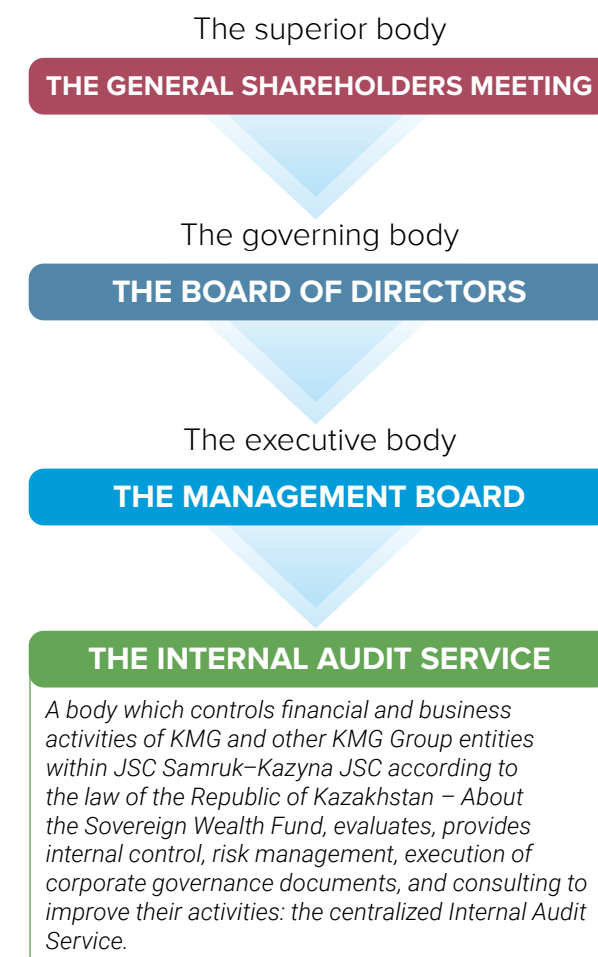 The superior body
THE GENERAL SHAREHOLDERS MEETING
The governing body
THE BOARD OF DIRECTORS
The executive body
THE MANAGEMENT BOARD
THE INTERNAL AUDIT SERVICE
A body which controls financial and business
activities of KMG and other KMG Group entities
within JSC Samruk–Kazyna JSC according to
the law of the Republic of Kazakhstan – About
the Sovereign Wealth Fund, evaluates, provides
internal control, risk management, execution of
corporate governance documents, and consulting to
improve their activities: the centralized Internal Audit
Service.